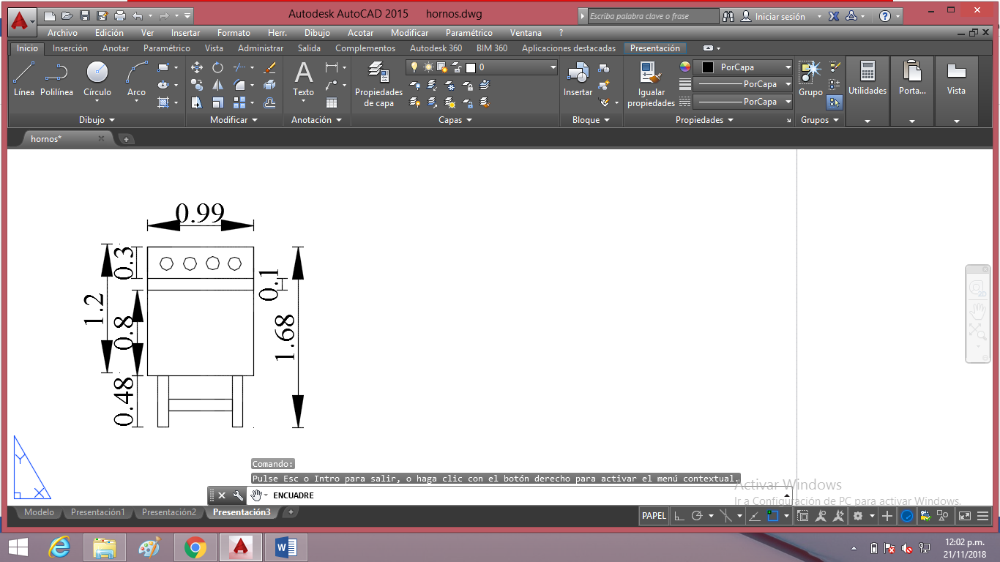 Autodesk AutoCAD 2015 hornos.dwg
Escriba palabra clave o frase
Iniciar sesión
Archivo Edición Ver Insertar Formato Herr. Dibujo Acotar Modificar Paramétrico Ventana ?
Inicio Inserción Anotar Paramétrico Vista Administrar Salida Complementos Autodesk 360 BIM 360 Aplicaciones destacadas Presentación
0
PorCapa
PorCapa
PorCapa
Línea Polilínea Círculo Arco
Texto
Propiedades
de capa
Insertar
Igualar
propiedades
Grupo
Utilidades
Porta...
Vista
Dibujo Modificar Anotación Capas Bloque Propiedades Grupos
hornos*
0.99
0.3
0.1
1.2
0.8
1.68
0.48
Y
X
Comando:
Pulse Esc o Intro para salir, o haga clic con el botón derecho para activar el menú contextual.
ENCUADRE
Activar Windows
Ir a Configuración de PC para activar Windows.
Modelo Presentación1 Presentación2 Presentación3 +
PAPEL
12:02 p.m.
21/11/2018